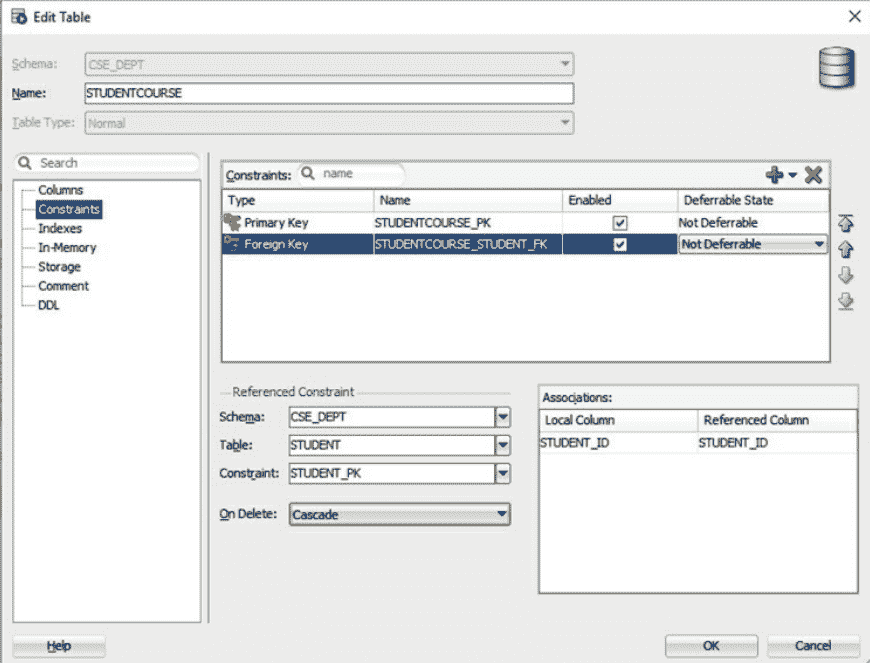 Edit Table
Schema: CSE_DEPT
Name: STUDENTCOURSE
Table Type: Normal
Search
Columns
Constraints
Indexes
In-Memory
Storage
Comment
DDL
Constraints: name
Type Name Enabled Deferrable State
Primary Key STUDENTCOURSE_PK Not Deferrable
Foreign Key STUDENTCOURSE_STUDENT_FK Not Deferrable
Referenced Constraint
Schema: CSE_DEPT
Table: STUDENT
Constraint: STUDENT_PK
On Delete: Cascade
Associations:
Local Column Referenced Column
STUDENT_ID STUDENT_ID
Help OK Cancel